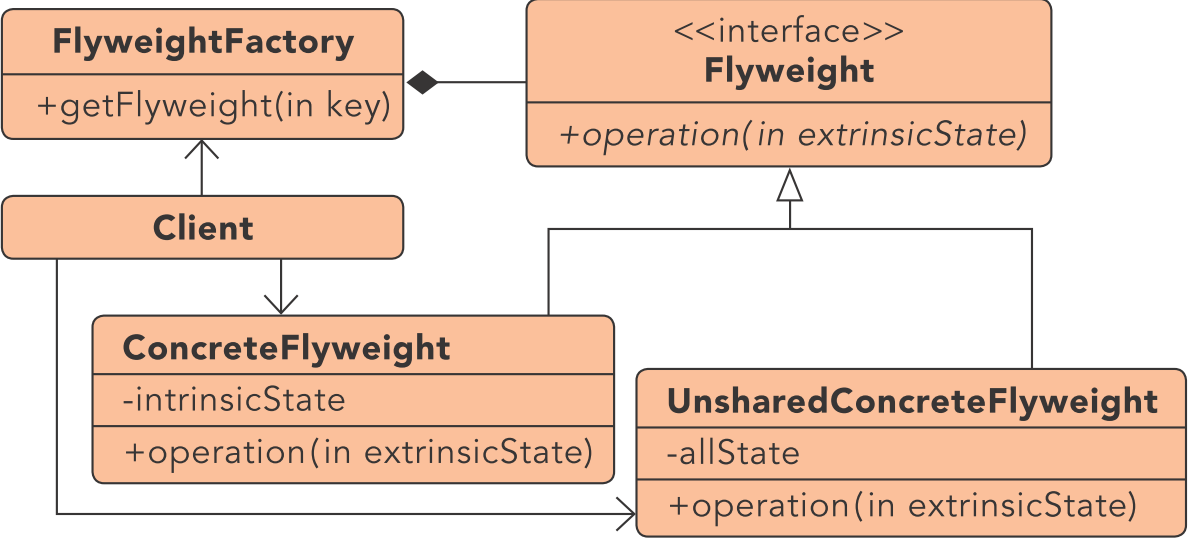 FlyweightFactory
+getFlyweight(in key)
<<interface>>
Flyweight
+operation(in extrinsicState)
Client
ConcreteFlyweight
-intrinsicState
+operation(in extrinsicState)
UnsharedConcreteFlyweight
-allState
+operation(in extrinsicState)